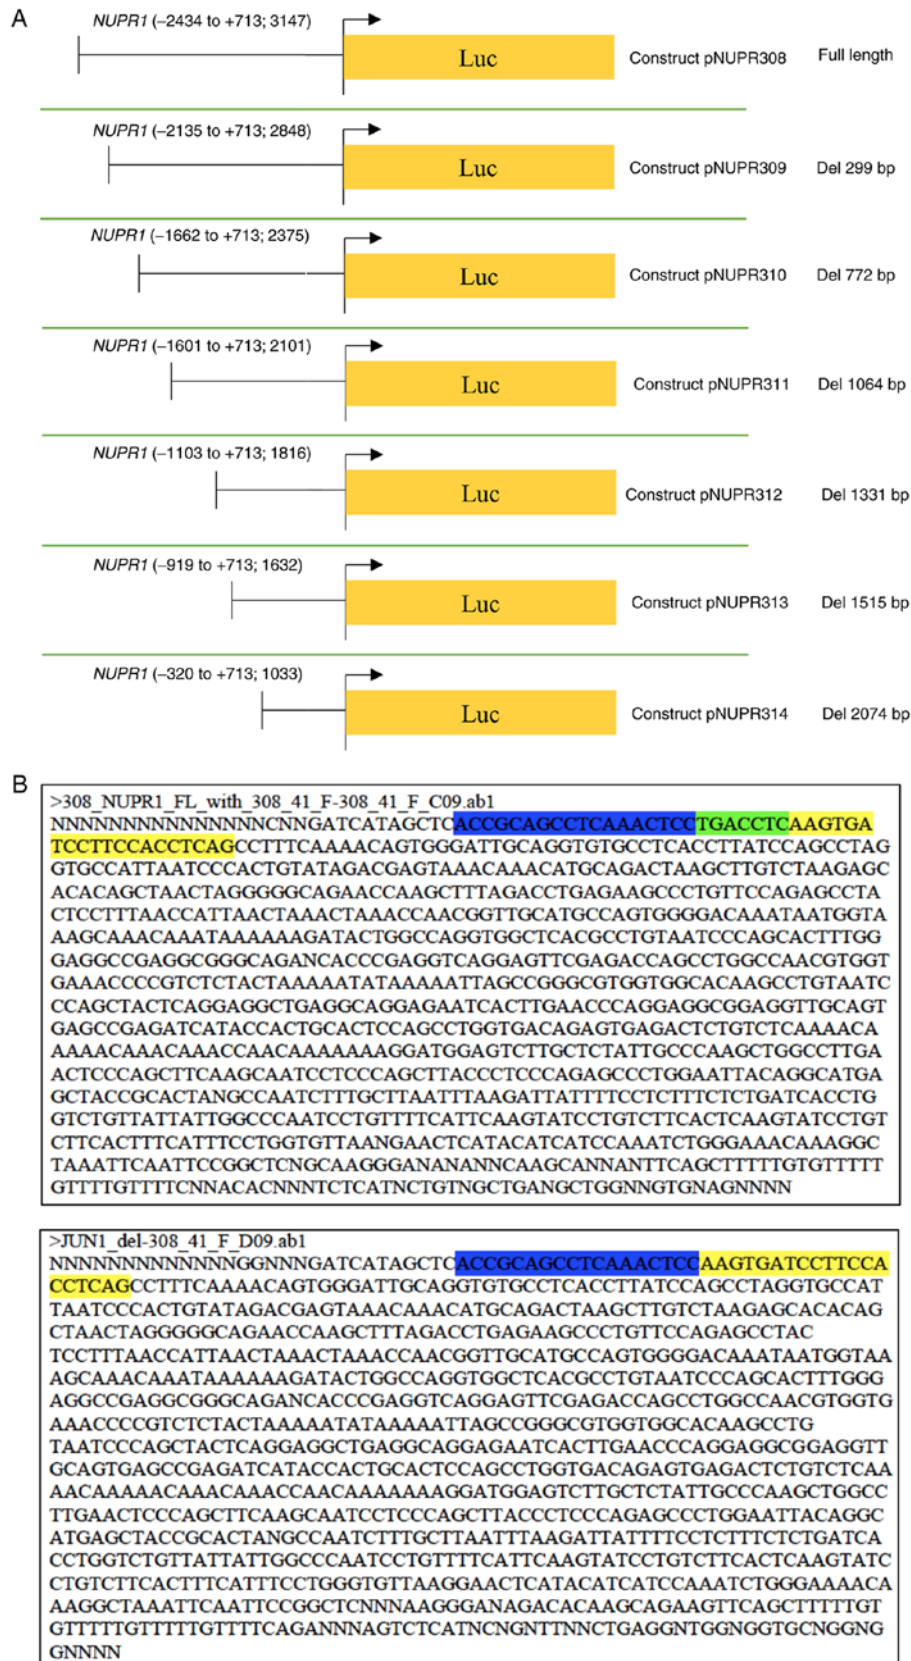 A
NUPR1 (−2434 to +713; 3147)
Luc
Construct pNUPR308
Full length
NUPR1 (−2135 to +713; 2848)
Luc
Construct pNUPR309
Del 299 bp
NUPR1 (−1662 to +713; 2375)
Luc
Construct pNUPR310
Del 772 bp
NUPR1 (−1601 to +713; 2101)
Luc
Construct pNUPR311
Del 1064 bp
NUPR1 (−1103 to +713; 1816)
Luc
Construct pNUPR312
Del 1331 bp
NUPR1 (−919 to +713; 1632)
Luc
Construct pNUPR313
Del 1515 bp
NUPR1 (−320 to +713; 1033)
Luc
Construct pNUPR314
Del 2074 bp
B
>308_NUPR1_FL_with_308_41_F-308_41_F_C09.ab1
NNNNNNNNNNNNNNNCNNGATCATAGCTCACCGCAGCCTCAAACTCCTGACCTCAAGTGA
TCCTTCCACCTCAGCCTTTCAAAACAGTGGGATTGCAGGTGTGCCTCACCTTATCCAGCCTAG
GTGCCATTAATCCCACTGTATAGACGAGTAAACAAACATGCAGACTAAGCTTGTCTAAGAGC
ACACAGCTAACTAGGGGGCAGAACCAAGCTTTAGACCTGAGAAGCCCTGTTCCAGAGCCTA
CTCCTTTAACCATTAACTAAACTAAACCAACGGTTGCATGCCAGTGGGGACAAATAATGGTA
AAGCAAACAAATAAAAAAGATACTGGCCAGGTGGCTCACGCCTGTAATCCCAGCACTTTGG
GAGGCCGAGGCGGGCAGANCACCCGAGGTCAGGAGTTCGAGACCAGCCTGGCCAACGTGGT
GAAACCCCGTCTCTACTAAAAATATAAAAATTAGCCGGGCGTGGTGGCACAAGCCTGTAATC
CCAGCTACTCAGGAGGCTGAGGCAGGAGAATCACTTGAACCCAGGAGGCGGAGGTTGCAGT
GAGCCGAGATCATACCACTGCACTCCAGCCTGGTGACAGAGTGAGACTCTGTCTCAAAACA
AAAACAAACAAACCAACAAAAAAAGGATGGAGTCTTGCTCTATTGCCCAAGCTGGCCTTGA
ACTCCCAGCTTCAAGCAATCCTCCCAGCTTACCCTCCCAGAGCCCTGGAATTACAGGCATGA
GCTACCGCACTANGCCAATCTTTGCTTAATTTAAGATTATTTTCCTCTTTCTCTGATCACCTG
GTCTGTTATTATTGGCCCAATCCTGTTTTCATTCAAGTATCCTGTCTTCACTCAAGTATCCTGT
CTTCACTTTCATTTCCTGGTGTTAANGAACTCATACATCATCCAAATCTGGGAAACAAAGGC
TAAATTCAATTCCGGCTCNGCAAGGGANANANNCAAGCANNANTTCAGCTTTTTGTGTTTTT
GTTTTGTTTTCNNACACNNNTCTCATNCTGTNGCTGANGCTGGNNGTGNAGNNNN
>JUN1_del-308_41_F_D09.ab1
NNNNNNNNNNNNNGGNNNGATCATAGCTCACCGCAGCCTCAAACTCCAAGTGATCCTTCCA
CCTCAGCCTTTCAAAACAGTGGGATTGCAGGTGTGCCTCACCTTATCCAGCCTAGGTGCCAT
TAATCCCACTGTATAGACGAGTAAACAAACATGCAGACTAAGCTTGTCTAAGAGCACACAG
CTAACTAGGGGGCAGAACCAAGCTTTAGACCTGAGAAGCCCTGTTCCAGAGCCTAC
TCCTTTAACCATTAACTAAACTAAACCAACGGTTGCATGCCAGTGGGGACAAATAATGGTAA
AGCAAACAAATAAAAAAGATACTGGCCAGGTGGCTCACGCCTGTAATCCCAGCACTTTGGG
AGGCCGAGGCGGGCAGANCACCCGAGGTCAGGAGTTCGAGACCAGCCTGGCCAACGTGGTG
AAACCCCGTCTCTACTAAAAATATAAAAATTAGCCGGGCGTGGTGGCACAAGCCTG
TAATCCCAGCTACTCAGGAGGCTGAGGCAGGAGAATCACTTGAACCCAGGAGGCGGAGGTT
GCAGTGAGCCGAGATCATACCACTGCACTCCAGCCTGGTGACAGAGTGAGACTCTGTCTCAA
AACAAAAACAAACAAACCAACAAAAAAAGGATGGAGTCTTGCTCTATTGCCCAAGCTGGCC
TTGAACTCCCAGCTTCAAGCAATCCTCCCAGCTTACCCTCCCAGAGCCCTGGAATTACAGGC
ATGAGCTACCGCACTANGCCAATCTTTGCTTAATTTAAGATTATTTTCCTCTTTCTCTGATCA
CCTGGTCTGTTATTATTGGCCCAATCCTGTTTTCATTCAAGTATCCTGTCTTCACTCAAGTATC
CTGTCTTCACTTTCATTTCCTGGGTGTTAAGGAACTCATACATCATCCAAATCTGGGAAAACA
AAGGCTAAATTCAATTCCGGCTCNNNAAGGGANAGACACAAGCAGAAGTTCAGCTTTTTGT
GTTTTTGTTTTTGTTTTCAGANNNAGTCTCATNCNGNTTNNCTGAGGNTGGNGGTGCNGGNG
GNNNN